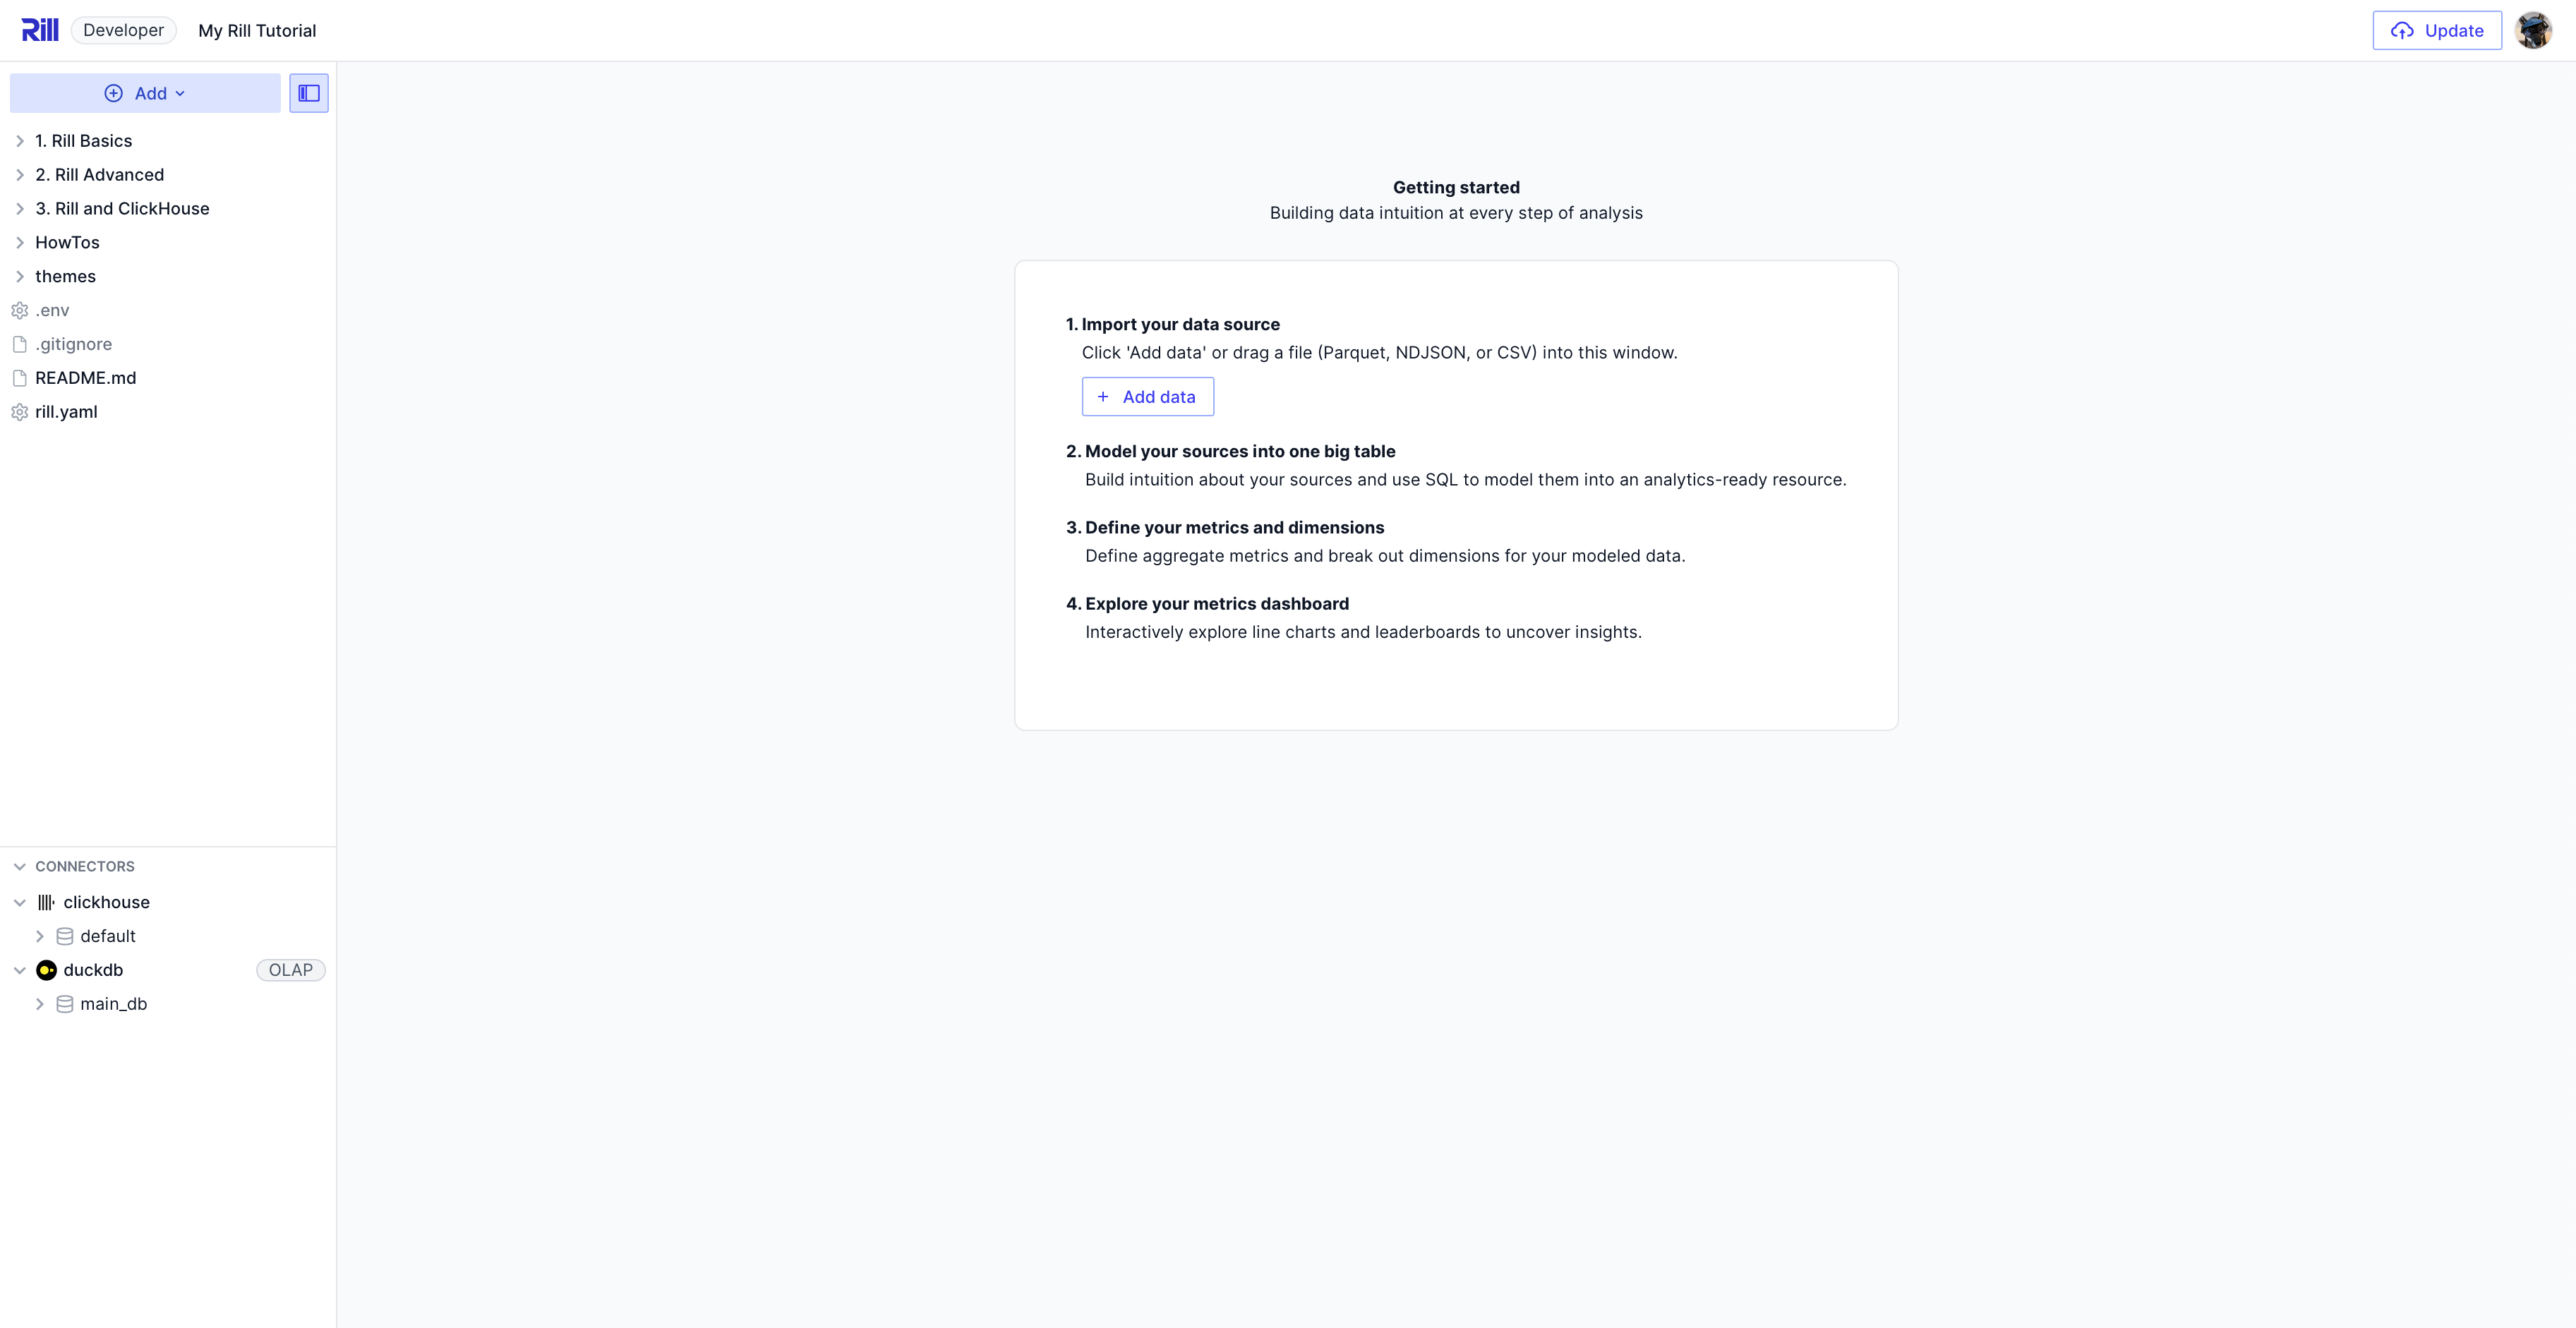 Rill Developer My Rill Tutorial Update
Add
1. Rill Basics
2. Rill Advanced
3. Rill and ClickHouse
HowTos
themes
.env
.gitignore
README.md
rill.yaml
CONNECTORS
clickhouse
default
duckdb OLAP
main_db
Getting started
Building data intuition at every step of analysis
1. Import your data source
Click 'Add data' or drag a file (Parquet, NDJSON, or CSV) into this window.
+ Add data
2. Model your sources into one big table
Build intuition about your sources and use SQL to model them into an analytics-ready resource.
3. Define your metrics and dimensions
Define aggregate metrics and break out dimensions for your modeled data.
4. Explore your metrics dashboard
Interactively explore line charts and leaderboards to uncover insights.